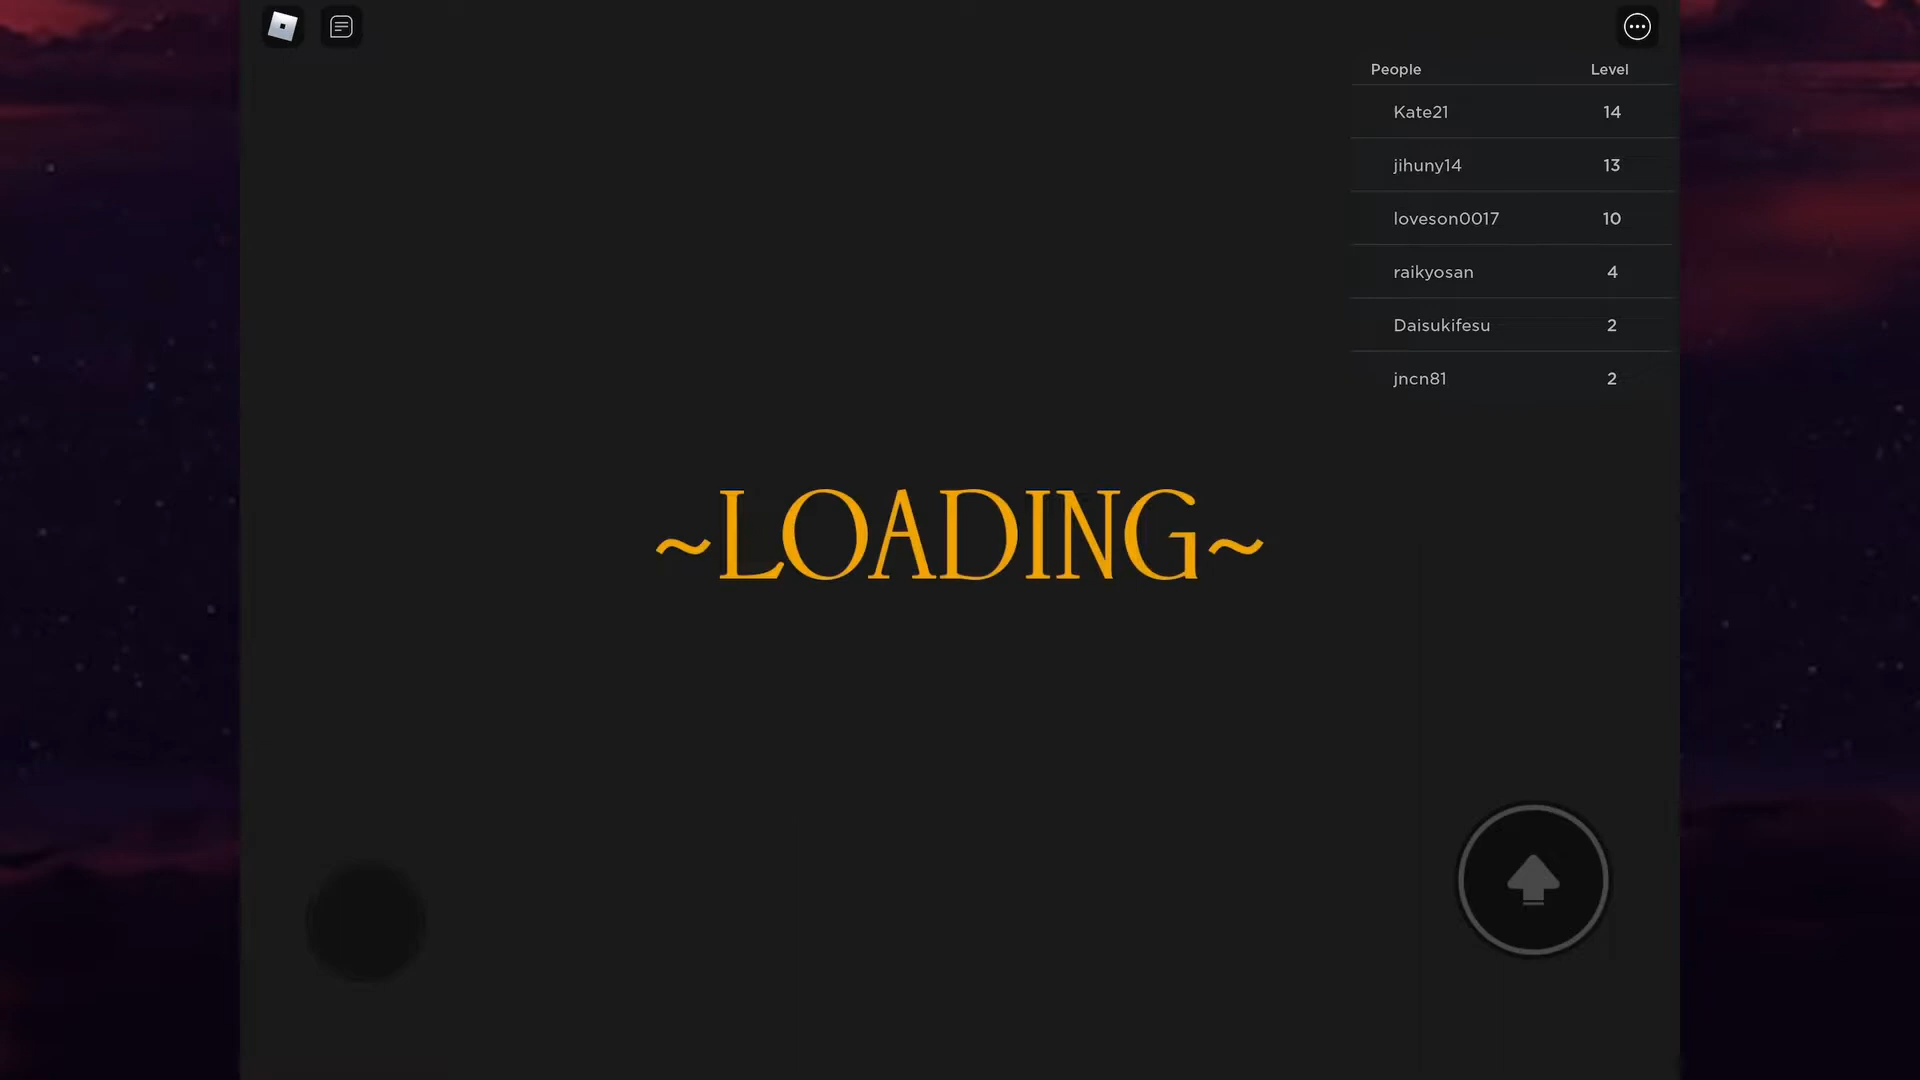 People Level
Kate21 14
jihuny14 13
loveson0017 10
raikyosan 4
Daisukifesu 2
jncn81 2
~LOADING~